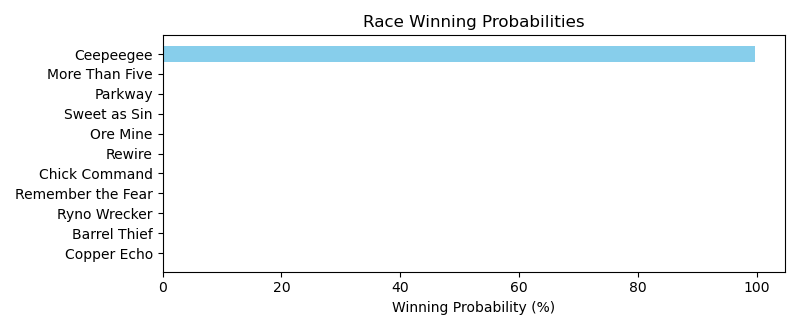 Race Winning Probabilities
Ceepeegee
More Than Five
Parkway
Sweet as Sin
Ore Mine
Rewire
Chick Command
Remember the Fear
Ryno Wrecker
Barrel Thief
Copper Echo
0 20 40 60 80 100
Winning Probability (%)